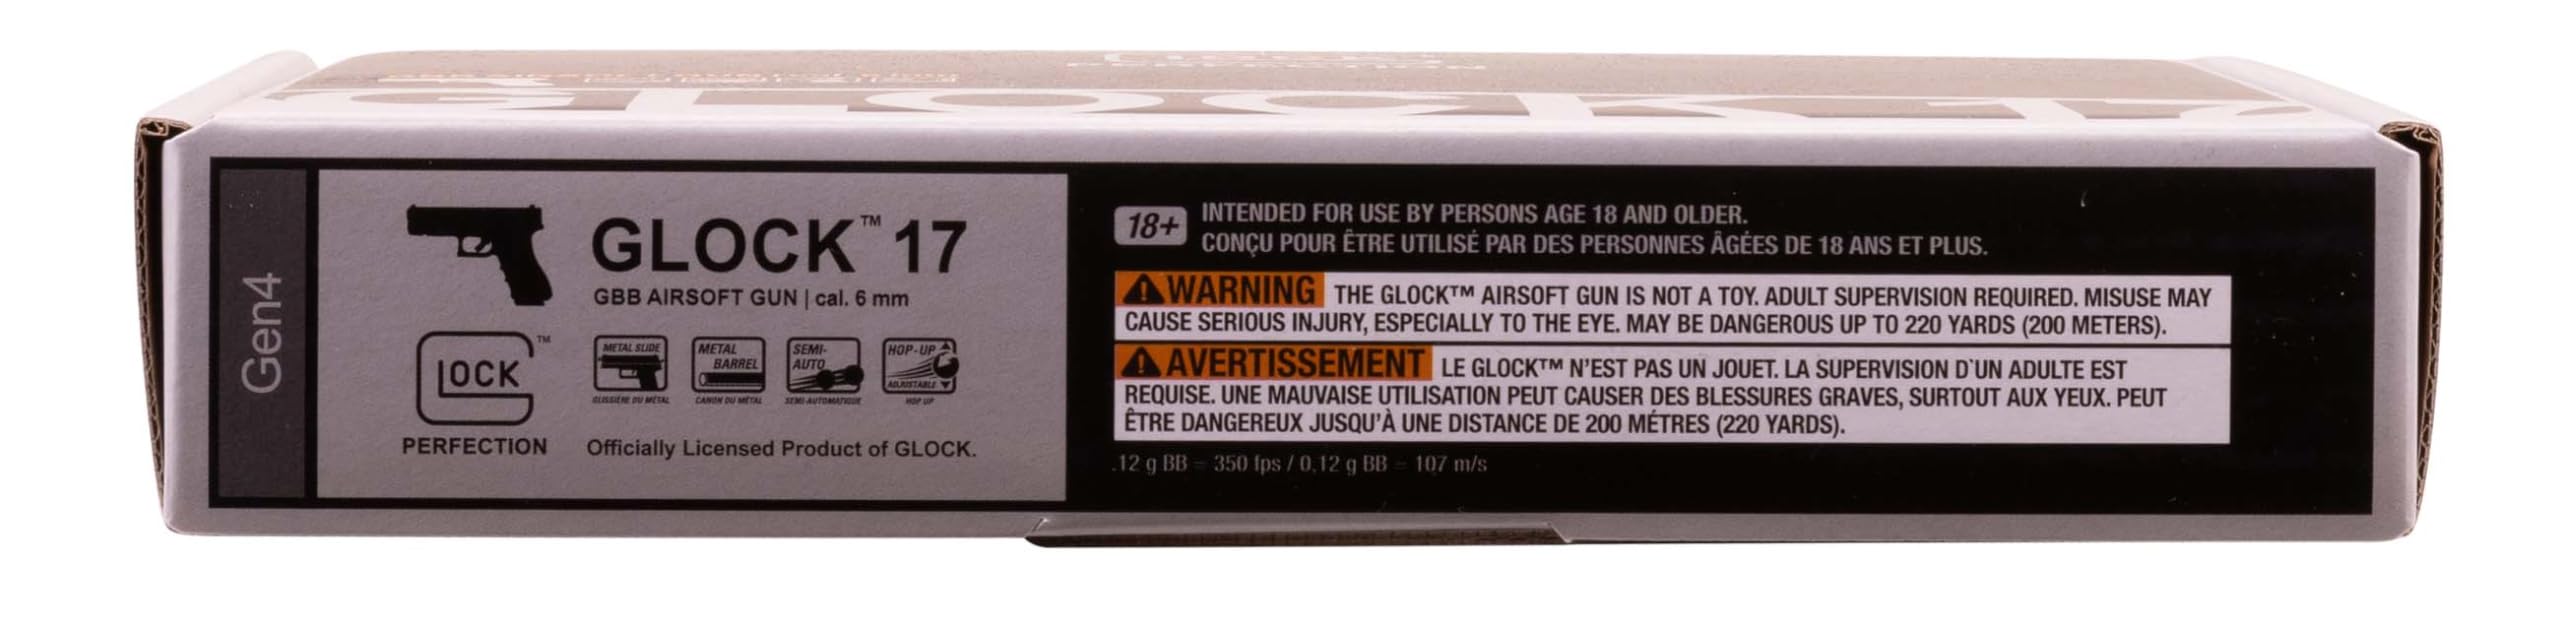 GLOCK 17
Gen4
GLOCK™ 17
GBB AIRSOFT GUN | cal. 6 mm
GLOCK™
PERFECTION
METAL SLIDE
GLISSIÈRE DU MÉTAL
METAL
BARREL
CANON DU MÉTAL
SEMI-
AUTO
SEMI-AUTOMATIQUE
HOP-UP
ADJUSTABLE
HOP UP
Officially Licensed Product of GLOCK.
18+
INTENDED FOR USE BY PERSONS AGE 18 AND OLDER.
CONÇU POUR ÊTRE UTILISÉ PAR DES PERSONNES ÂGÉES DE 18 ANS ET PLUS.
WARNING THE GLOCK™ AIRSOFT GUN IS NOT A TOY. ADULT SUPERVISION REQUIRED. MISUSE MAY
CAUSE SERIOUS INJURY, ESPECIALLY TO THE EYE. MAY BE DANGEROUS UP TO 220 YARDS (200 METERS).
AVERTISSEMENT LE GLOCK™ N'EST PAS UN JOUET. LA SUPERVISION D`UN ADULTE EST
REQUISE. UNE MAUVAISE UTILISATION PEUT CAUSER DES BLESSURES GRAVES, SURTOUT AUX YEUX. PEUT
ÊTRE DANGEREUX JUSQU'À UNE DISTANCE DE 200 MÉTRES (220 YARDS).
.12 g BB = 350 fps / 0,12 g BB = 107 m/s